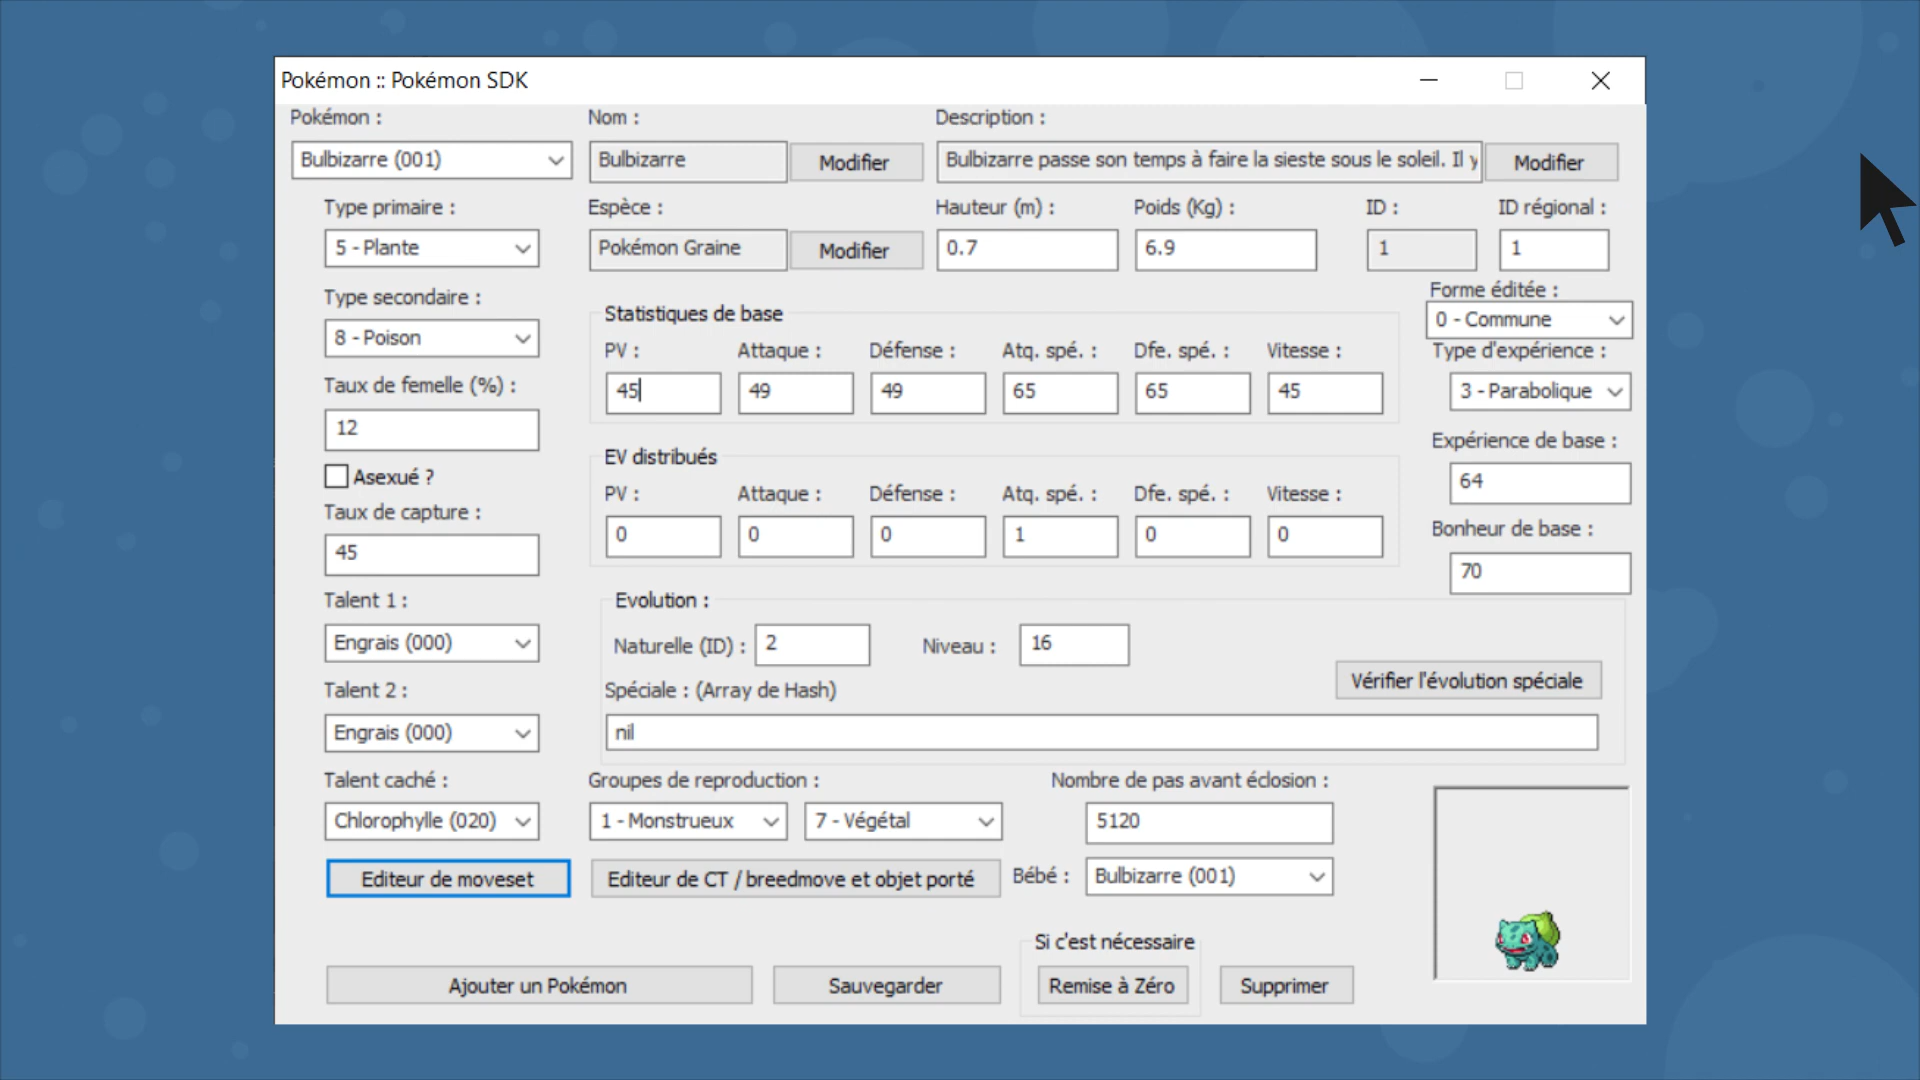 Pokémon :: Pokémon SDK
Pokémon : Nom : Description :
Bulbizarre (001) Bulbizarre Modifier Bulbizarre passe son temps à faire la sieste sous le soleil. Il y Modifier
Type primaire : Espèce : Hauteur (m) : Poids (Kg) : ID : ID régional :
5 - Plante Pokémon Graine Modifier 0.7 6.9 1 1
Forme éditée :
Type secondaire : Statistiques de base 0 - Commune
8 - Poison PV : Attaque : Défense : Atq. spé. : Dfe. spé. : Vitesse : Type d'expérience :
Taux de femelle (%) : 45 49 49 65 65 45 3 - Parabolique
12 Expérience de base :
EV distribués
Asexué ? PV : Attaque : Défense : Atq. spé. : Dfe. spé. : Vitesse : 64
Taux de capture : 0 0 0 1 0 0 Bonheur de base :
45 70
Talent 1 : Evolution :
Engrais (000) Naturelle (ID) : 2 Niveau : 16
Talent 2 : Spéciale : (Array de Hash) Vérifier l'évolution spéciale
Engrais (000) nil
Talent caché : Groupes de reproduction : Nombre de pas avant éclosion :
Chlorophylle (020) 1 - Monstrueux 7 - Végétal 5120
Editeur de moveset Editeur de CT / breedmove et objet porté Bébé : Bulbizarre (001)
Si c'est nécessaire
Ajouter un Pokémon Sauvegarder Remise à Zéro Supprimer